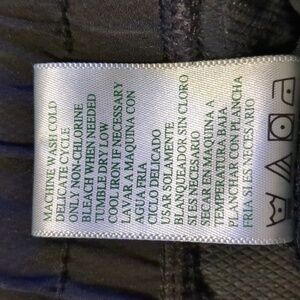 MACHINE WASH COLD
DELICATE CYCLE
ONLY NON-CHLORINE
BLEACH WHEN NEEDED
TUMBLE DRY LOW
COOL IRON IF NECESSARY
LAVAR A MAQUINA CON
AGUA FRIA
CICLO DELICADO
USAR SOLAMENTE
BLANQUEADOR SIN CLORO
SI ES NECESARIO
SECAR EN MAQUINA A
TEMPERATURA BAJA
PLANCHAR CON PLANCHA
FRIA SI ES NECESARIO